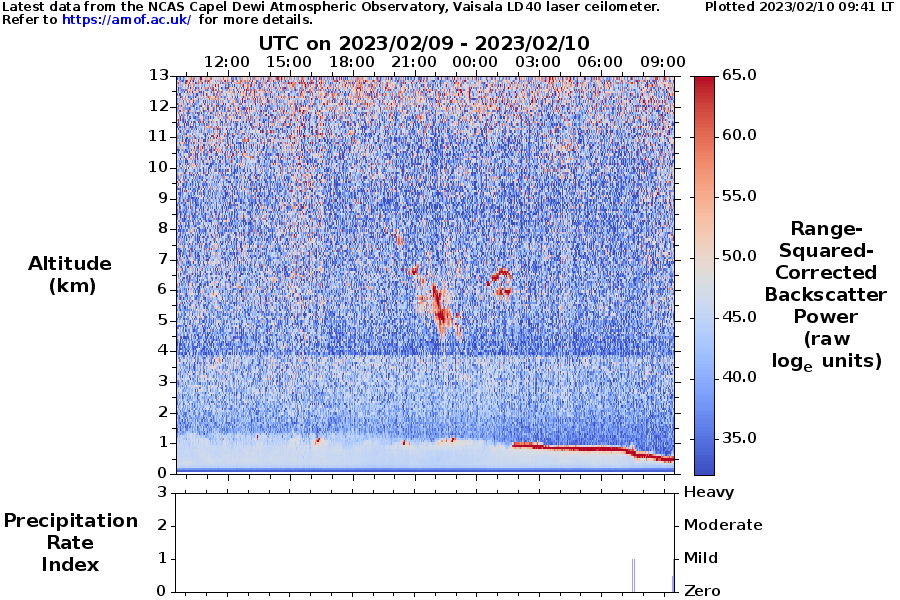 Latest data from the NCAS Capel Dewi Atmospheric Observatory, Vaisala LD40 laser ceilometer. Plotted 2023/02/10 09:41 LT
Refer to https://amof.ac.uk/ for more details.
UTC on 2023/02/09 - 2023/02/10
12:00 15:00 18:00 21:00 00:00 03:00 06:00 09:00
13
12
11
10
9
8
7
6
5
4
3
2
1
0
Altitude
(km)
65.0
60.0
55.0
50.0
45.0
40.0
35.0
Range-
Squared-
Corrected
Backscatter
Power
(raw
loge units)
3
2
1
0
Precipitation
Rate
Index
Heavy
Moderate
Mild
Zero